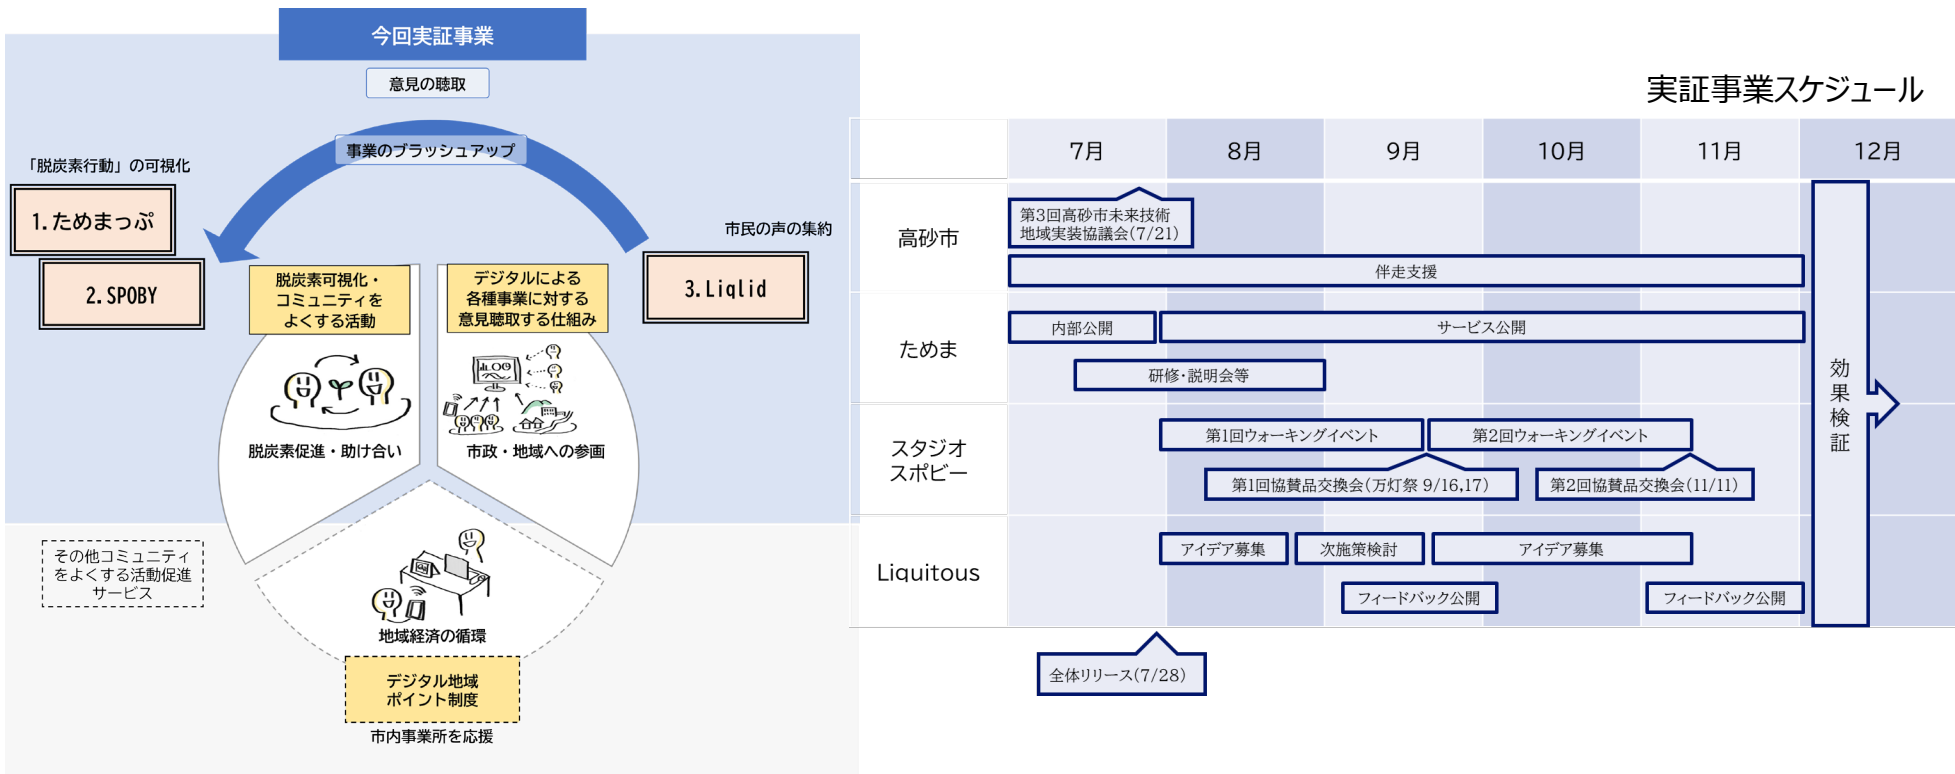 今回実証事業
意見の聴取
事業のブラッシュアップ
「脱炭素行動」の可視化
1.ためまっぷ
2.SPOBY
市民の声の集約
3.Liqlid
脱炭素可視化・
コミュニティを
よくする活動
デジタルによる
各種事業に対する
意見聴取する仕組み
脱炭素促進・助け合い
市政・地域への参画
その他コミュニティ
をよくする活動促進
サービス
地域経済の循環
デジタル地域
ポイント制度
市内事業所を応援
実証事業スケジュール
7月
8月
9月
10月
11月
12月
高砂市
第3回高砂市未来技術
地域実装協議会(7/21)
伴走支援
ためま
内部公開
サービス公開
研修・説明会等
スタジオ
スポビー
第1回ウォーキングイベント
第2回ウォーキングイベント
第1回協賛品交換会(万灯祭 9/16,17)
第2回協賛品交換会(11/11)
Liquitous
アイデア募集
次施策検討
アイデア募集
フィードバック公開
フィードバック公開
効果検証
全体リリース(7/28)